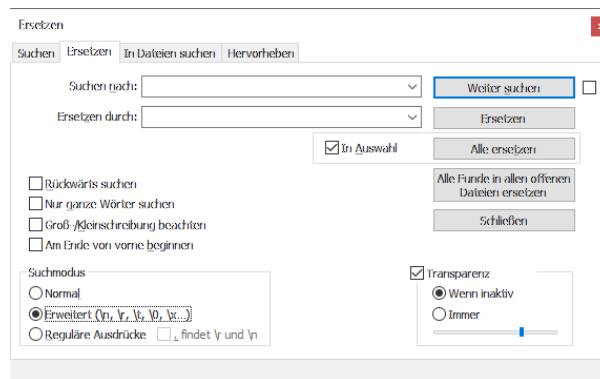 Ersetzen
Suchen Ersetzen In Dateien suchen Hervorheben
Suchen nach: Weiter suchen
Ersetzen durch: Ersetzen
In Auswahl Alle ersetzen
Alle Funde in allen offenen
Dateien ersetzen
Rückwärts suchen
Nur ganze Wörter suchen
Groß-/Kleinschreibung beachten
Schließen
Am Ende von vorne beginnen
Suchmodus
Transparenz
Normal
Wenn inaktiv
Erweitert (\n, \r, \t, \0, \x...)
Immer
Reguläre Ausdrücke . findet \r und \n